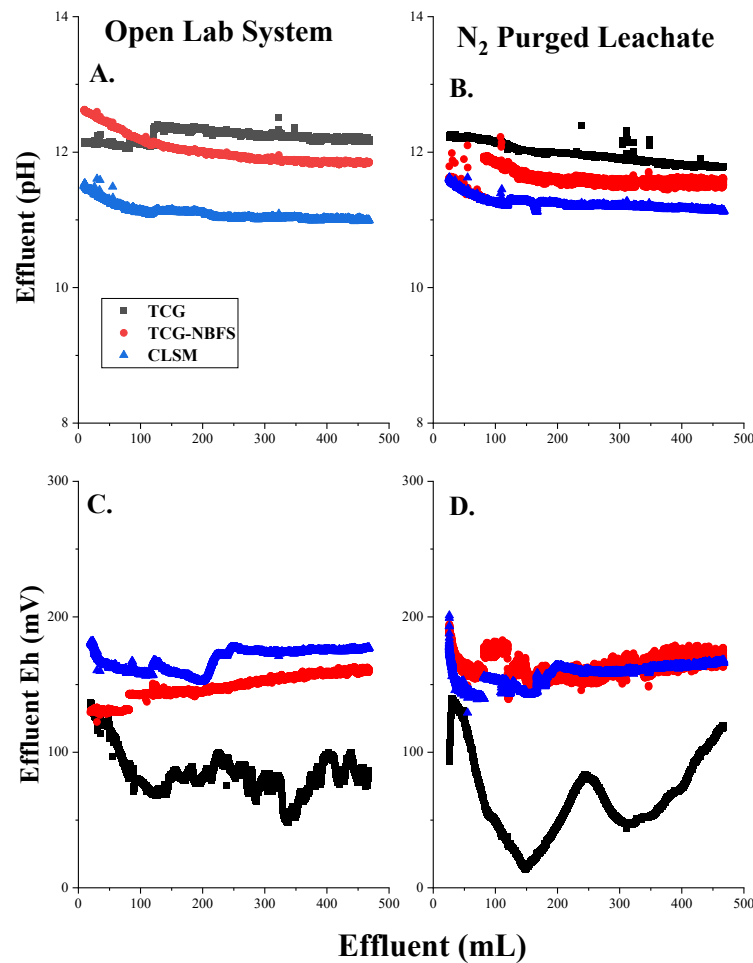 Open Lab System
N₂ Purged Leachate
A.
B.
Effluent (pH)
14
12
10
8
0 100 200 300 400 500
TCG
TCG-NBFS
CLSM
14
12
10
8
0 100 200 300 400 500
C.
D.
Effluent Eh (mV)
300
200
100
0
0 100 200 300 400 500
300
200
100
0
0 100 200 300 400 500
Effluent (mL)